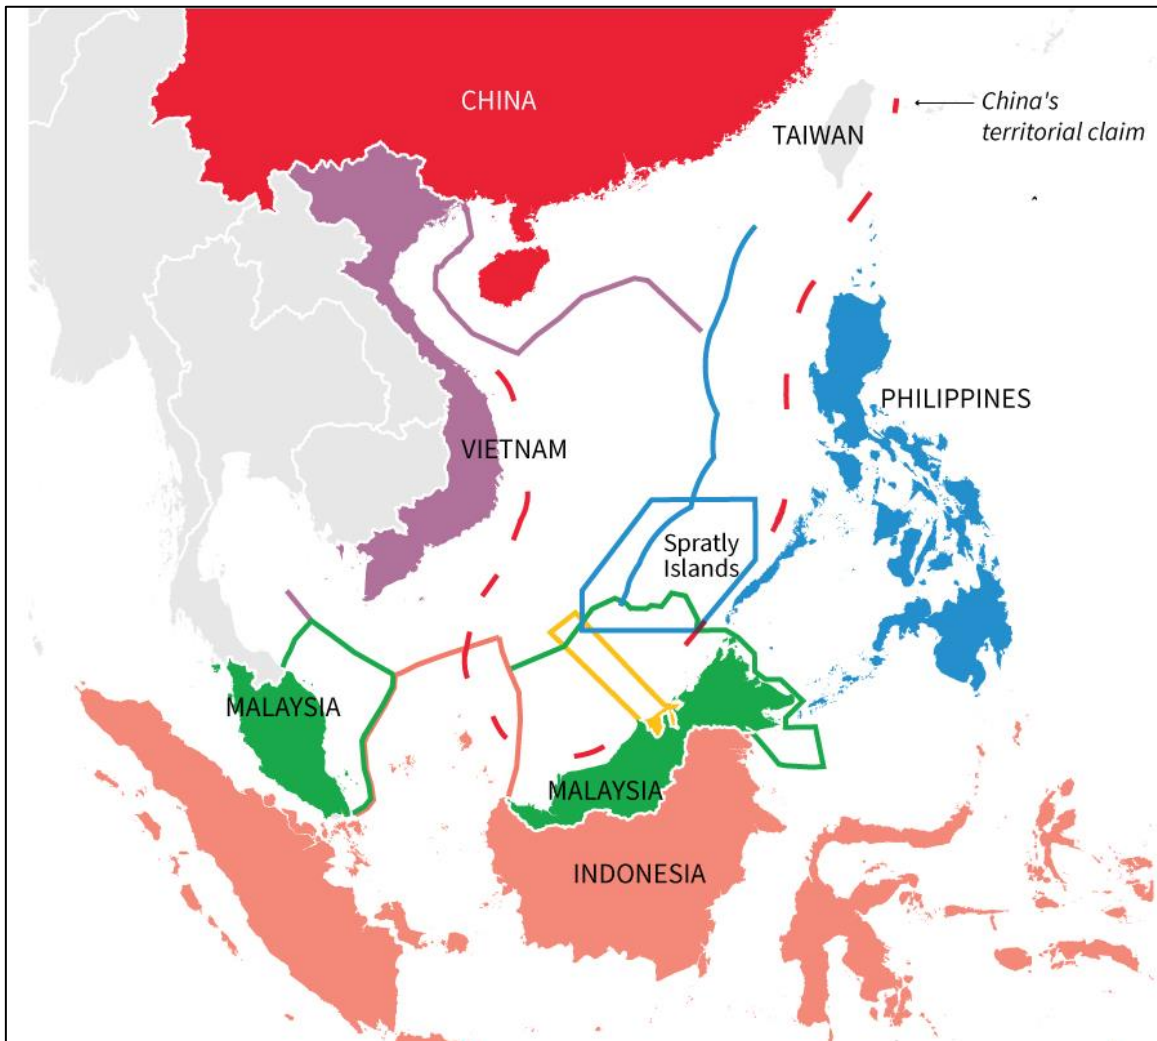 CHINA
China's
territorial claim
TAIWAN
PHILIPPINES
VIETNAM
Spratly
Islands
MALAYSIA
MALAYSIA
INDONESIA